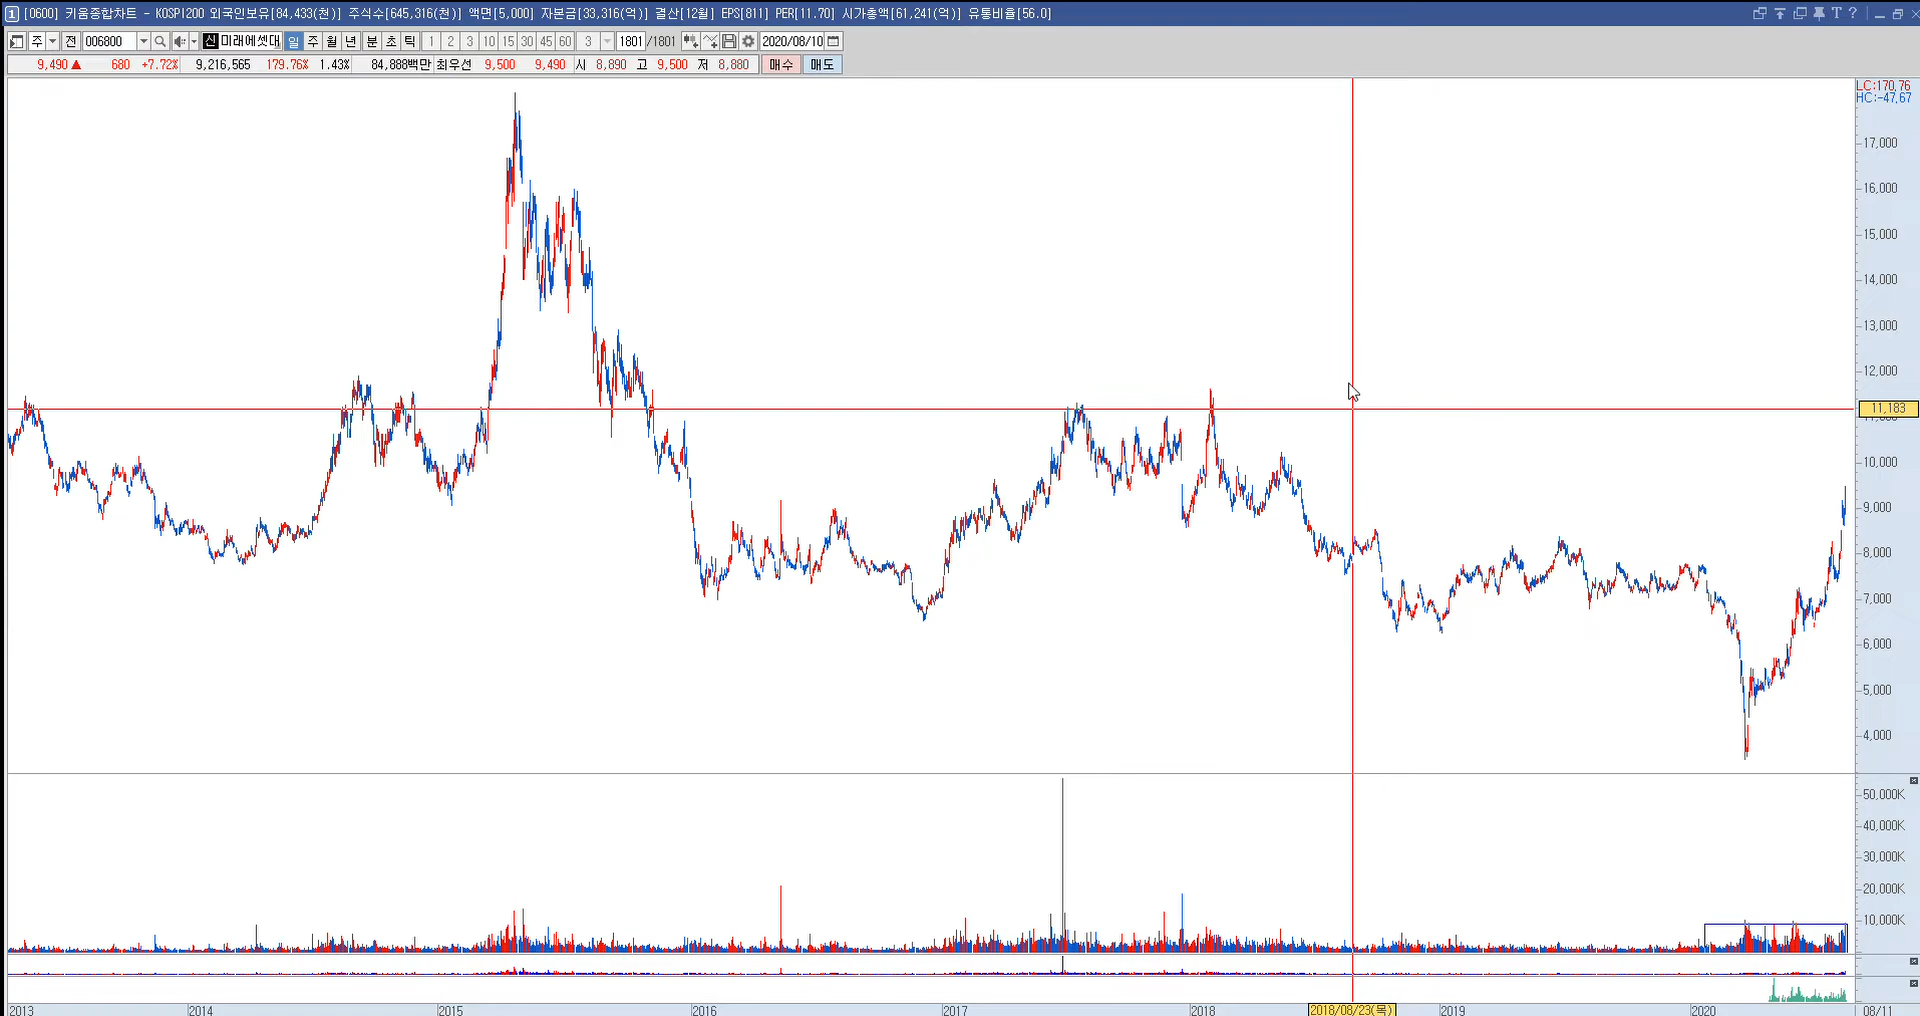 1 [0600] 키움종합차트 - KOSPI200 외국인보유[84,433(천)] 주식수[645,316(천)] 액면[5,000] 자본금[33,316(억)] 결산[12월] EPS[811] PER[11.70] 시가총액[61,241(억)] 유통비율[56.0] T ?
주 전 006800 신 미래에셋대 일 주 월 년 분 초 틱 1 2 3 10 15 30 45 60 3 1801 /1801 2020/08/10
9,490 ▲ 680 +7.72% 9,216,565 179.76% 1.43% 84,888백만 최우선 9,500 9,490 시 8,890 고 9,500 저 8,880 매수 매도
LC:170.76
HC:-47.67
17,000
16,000
15,000
14,000
13,000
12,000
11,183
10,000
9,000
8,000
7,000
6,000
5,000
4,000
50,000K
40,000K
30,000K
20,000K
10,000K
2013 2014 2015 2016 2017 2018 2018/08/23(목) 2019 2020 08/11